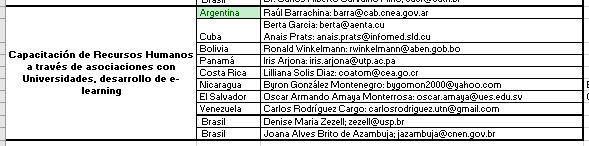 Argentina Raúl Barrachina: barra@cab.cnea.gov.ar
Berta García: berta@aenta.cu
Cuba Anais Prats: anais.prats@infomed.sld.cu
Bolivia Ronald Winkelmann: rwinkelmann@aben.gob.bo
Panamá Iris Arjona: iris.arjona@utp.ac.pa
Costa Rica Lilliana Solis Díaz: coatom@cea.go.cr
Nicaragua Byron González Montenegro: bygomon2000@yahoo.com
El Salvador Oscar Armando Amaya Monterrosa: oscar.amaya@ues.edu.sv
Venezuela Carlos Rodríguez Cargo: carlosrodriguez.utn@gmail.com
Brasil Denise Maria Zezell; zezell@usp.br
Brasil Joana Alves Brito de Azambuja; jazambuja@cnen.gov.br
Capacitación de Recursos Humanos
a través de asociaciones con
Universidades, desarrollo de e-
learning